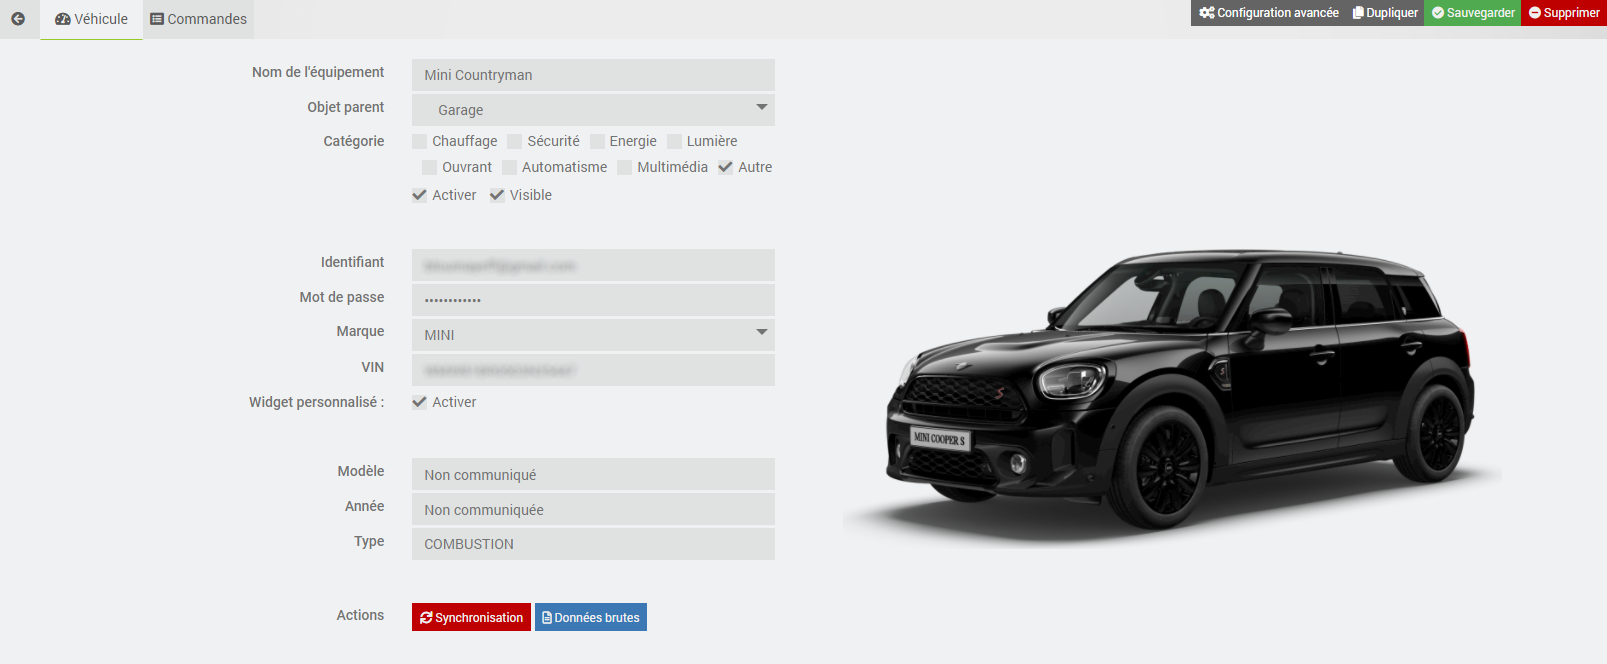 Véhicule Commandes Configuration avancée Dupliquer Sauvegarder Supprimer
Nom de l'équipement Mini Countryman
Objet parent Garage
Catégorie Chauffage Sécurité Energie Lumière
Ouvrant Automatisme Multimédia Autre
Activer Visible
Identifiant
Mot de passe ••••••••••••
Marque MINI
VIN
Widget personnalisé : Activer
Modèle Non communiqué
Année Non communiquée
Type COMBUSTION
Actions Synchronisation Données brutes
MINI COOPER S
S
S